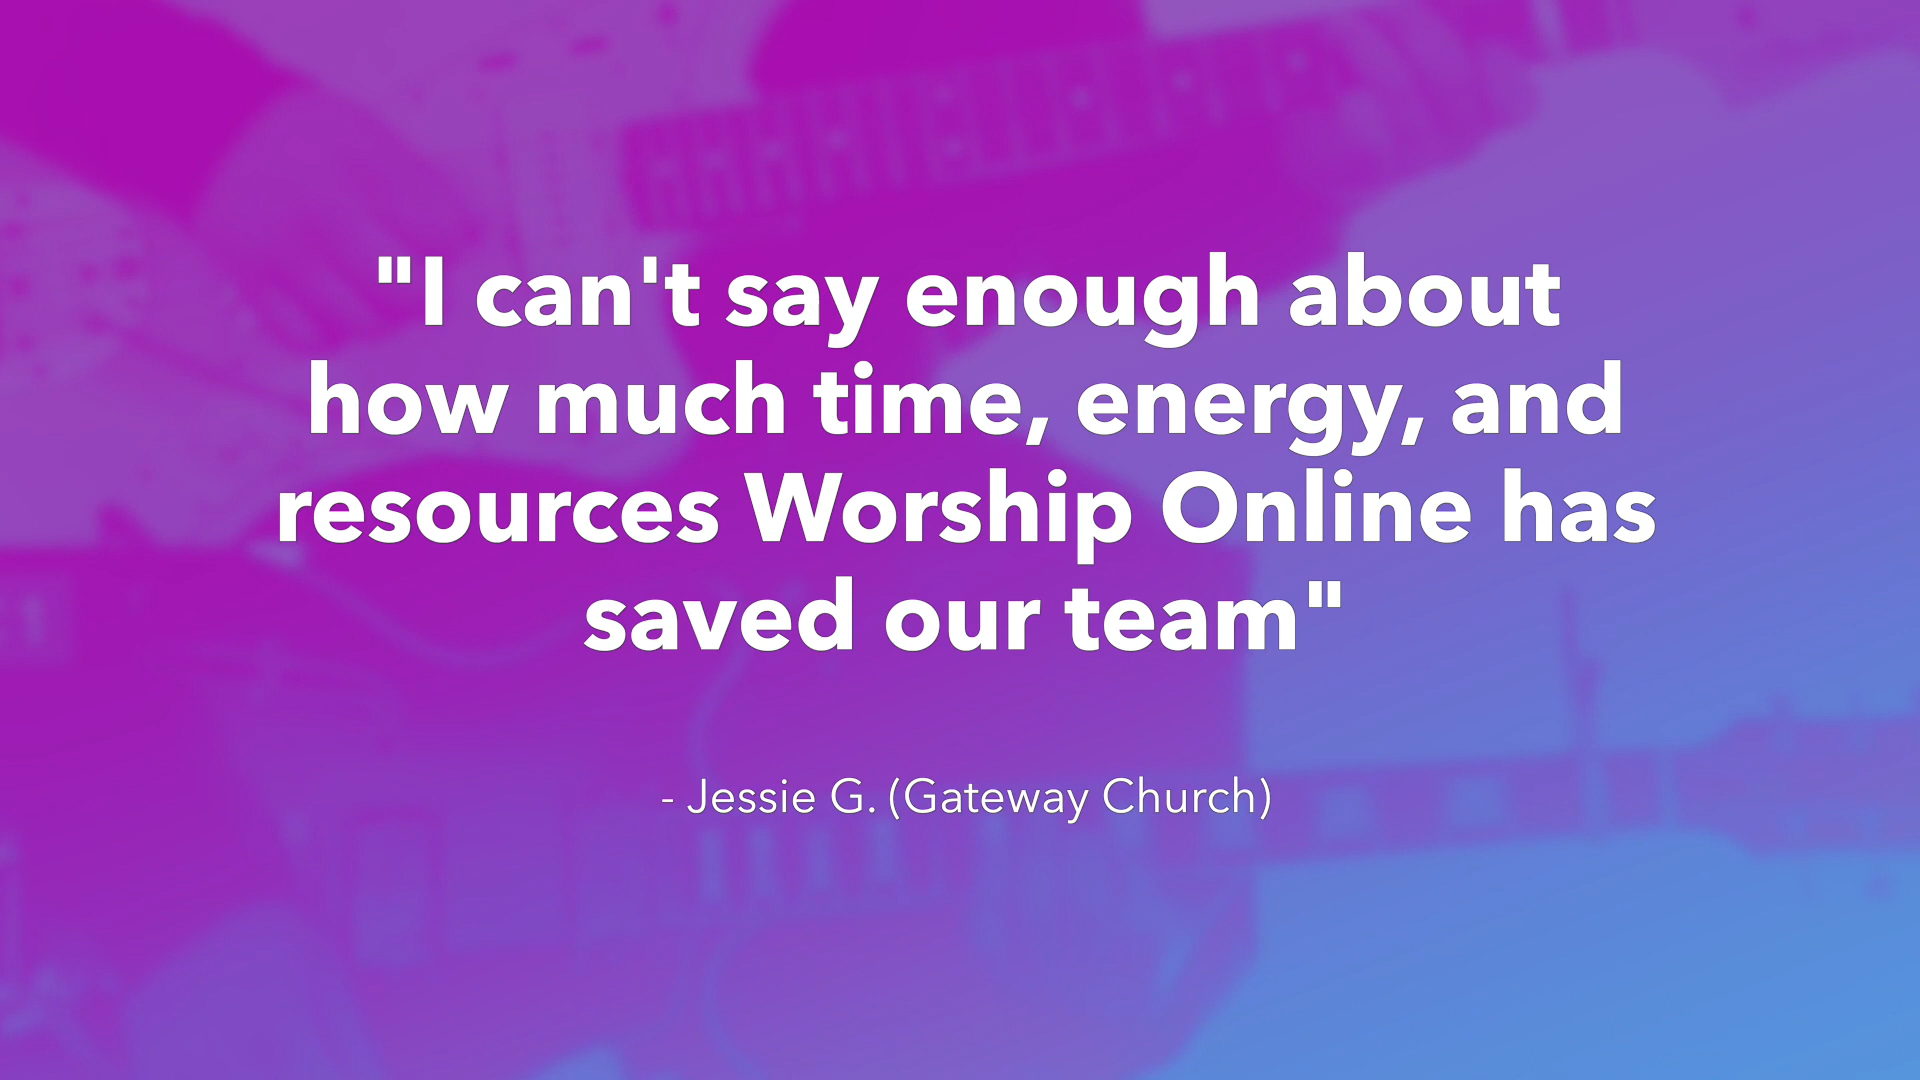 "I can't say enough about
how much time, energy, and
resources Worship Online has
saved our team"
- Jessie G. (Gateway Church)